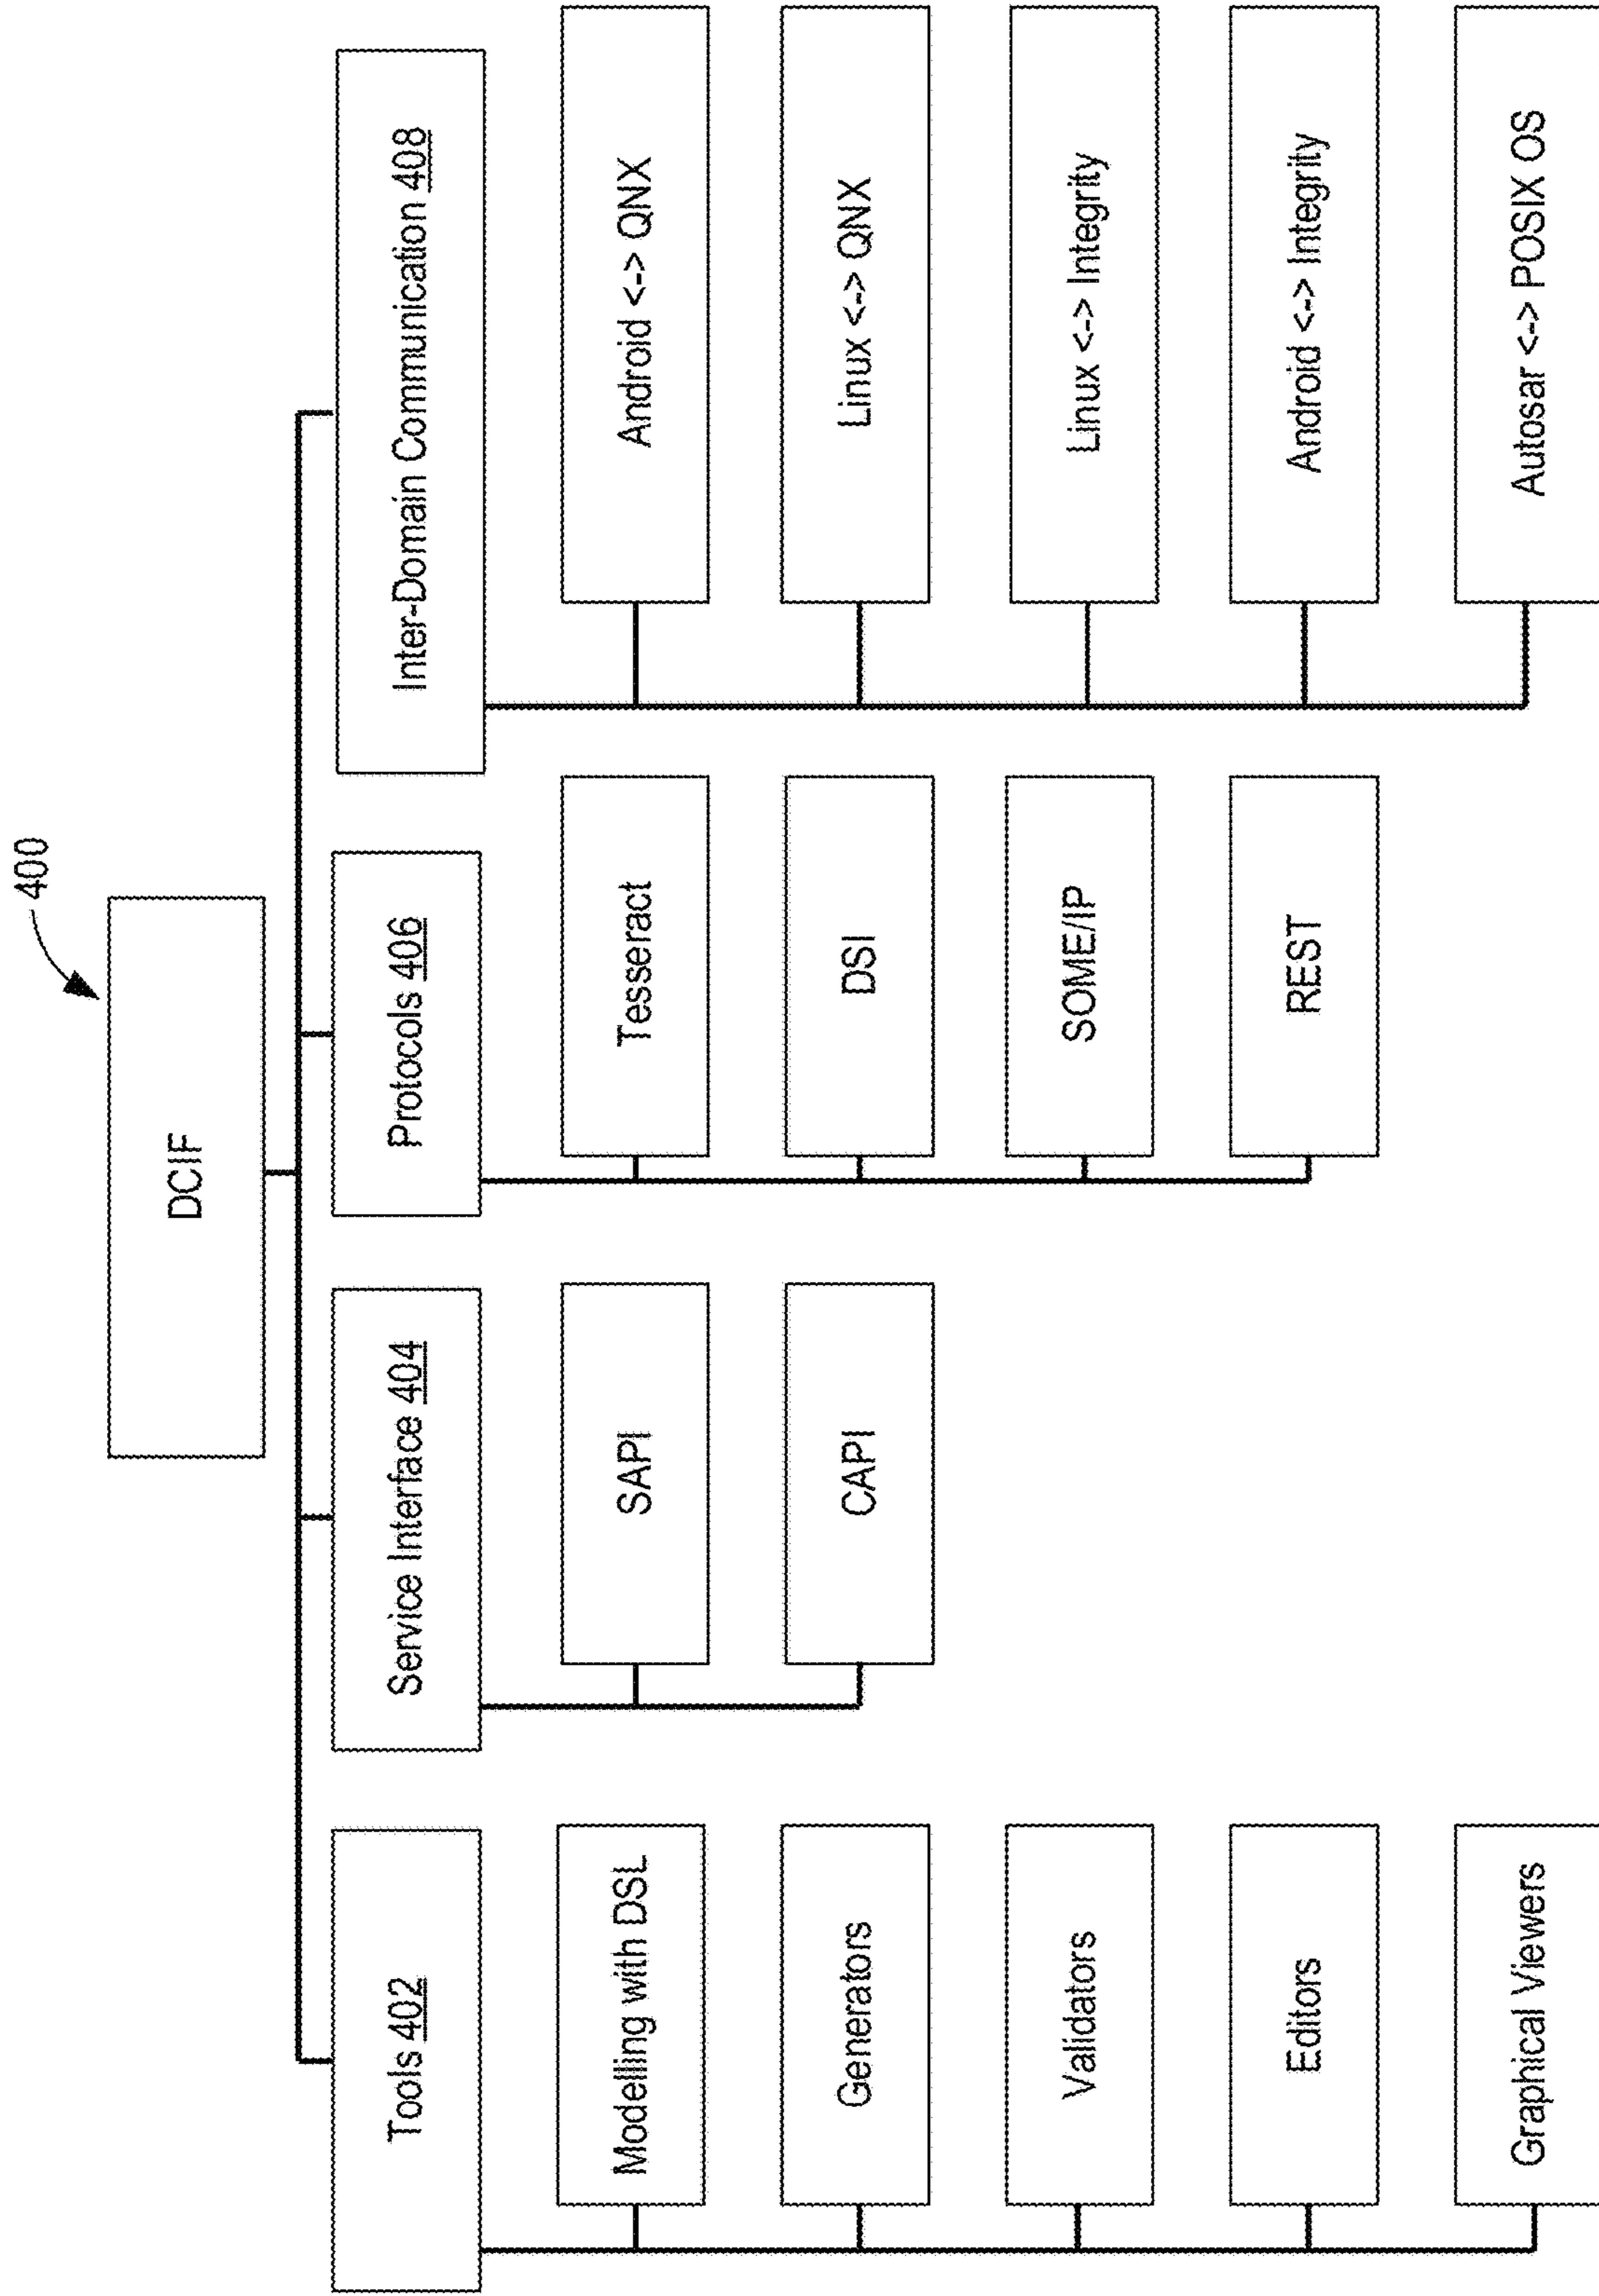 400
DCIF
Tools 402
Modelling with DSL
Generators
Validators
Editors
Graphical Viewers
Service Interface 404
SAPI
CAPI
Protocols 406
Tesseract
DSI
SOME/IP
REST
Inter-Domain Communication 408
Android <-> QNX
Linux <-> QNX
Linux <-> Integrity
Android <-> Integrity
Autosar <-> POSIX OS